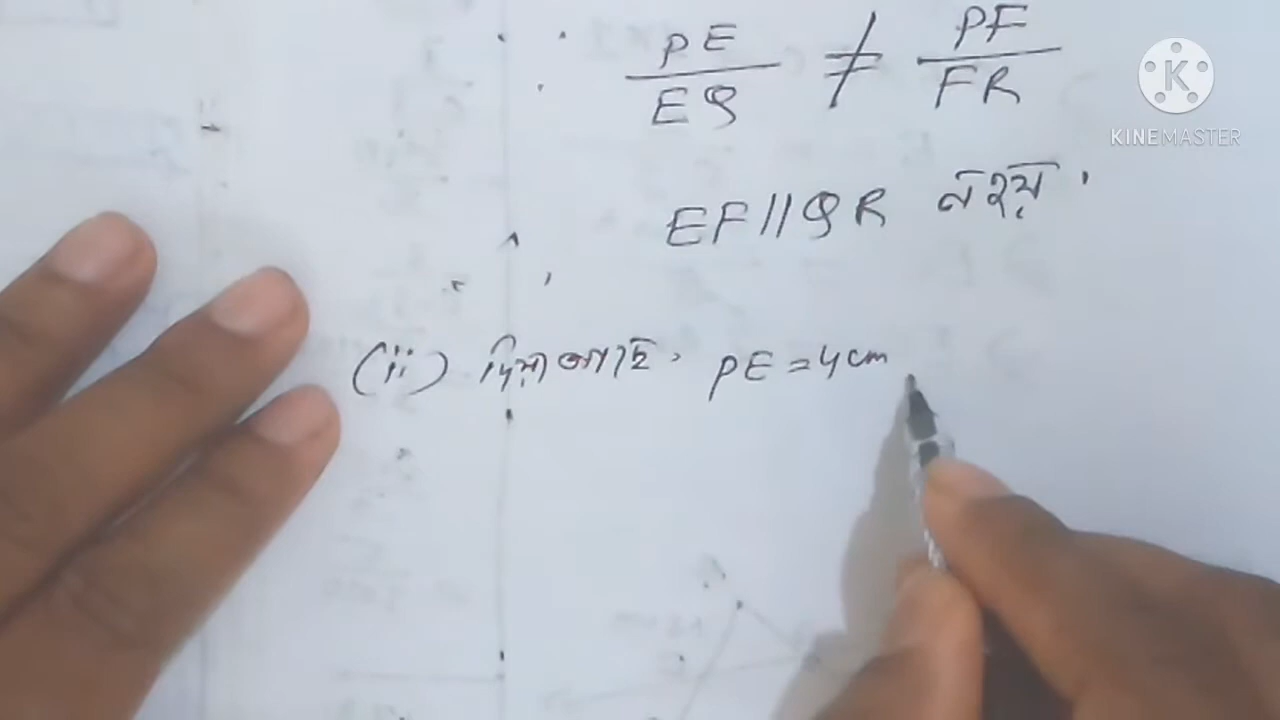 PE/EQ ≠ PF/FR
KINEMASTER
EF||QR নহয়.
(ii) দিয়া আছে, PE = 4cm